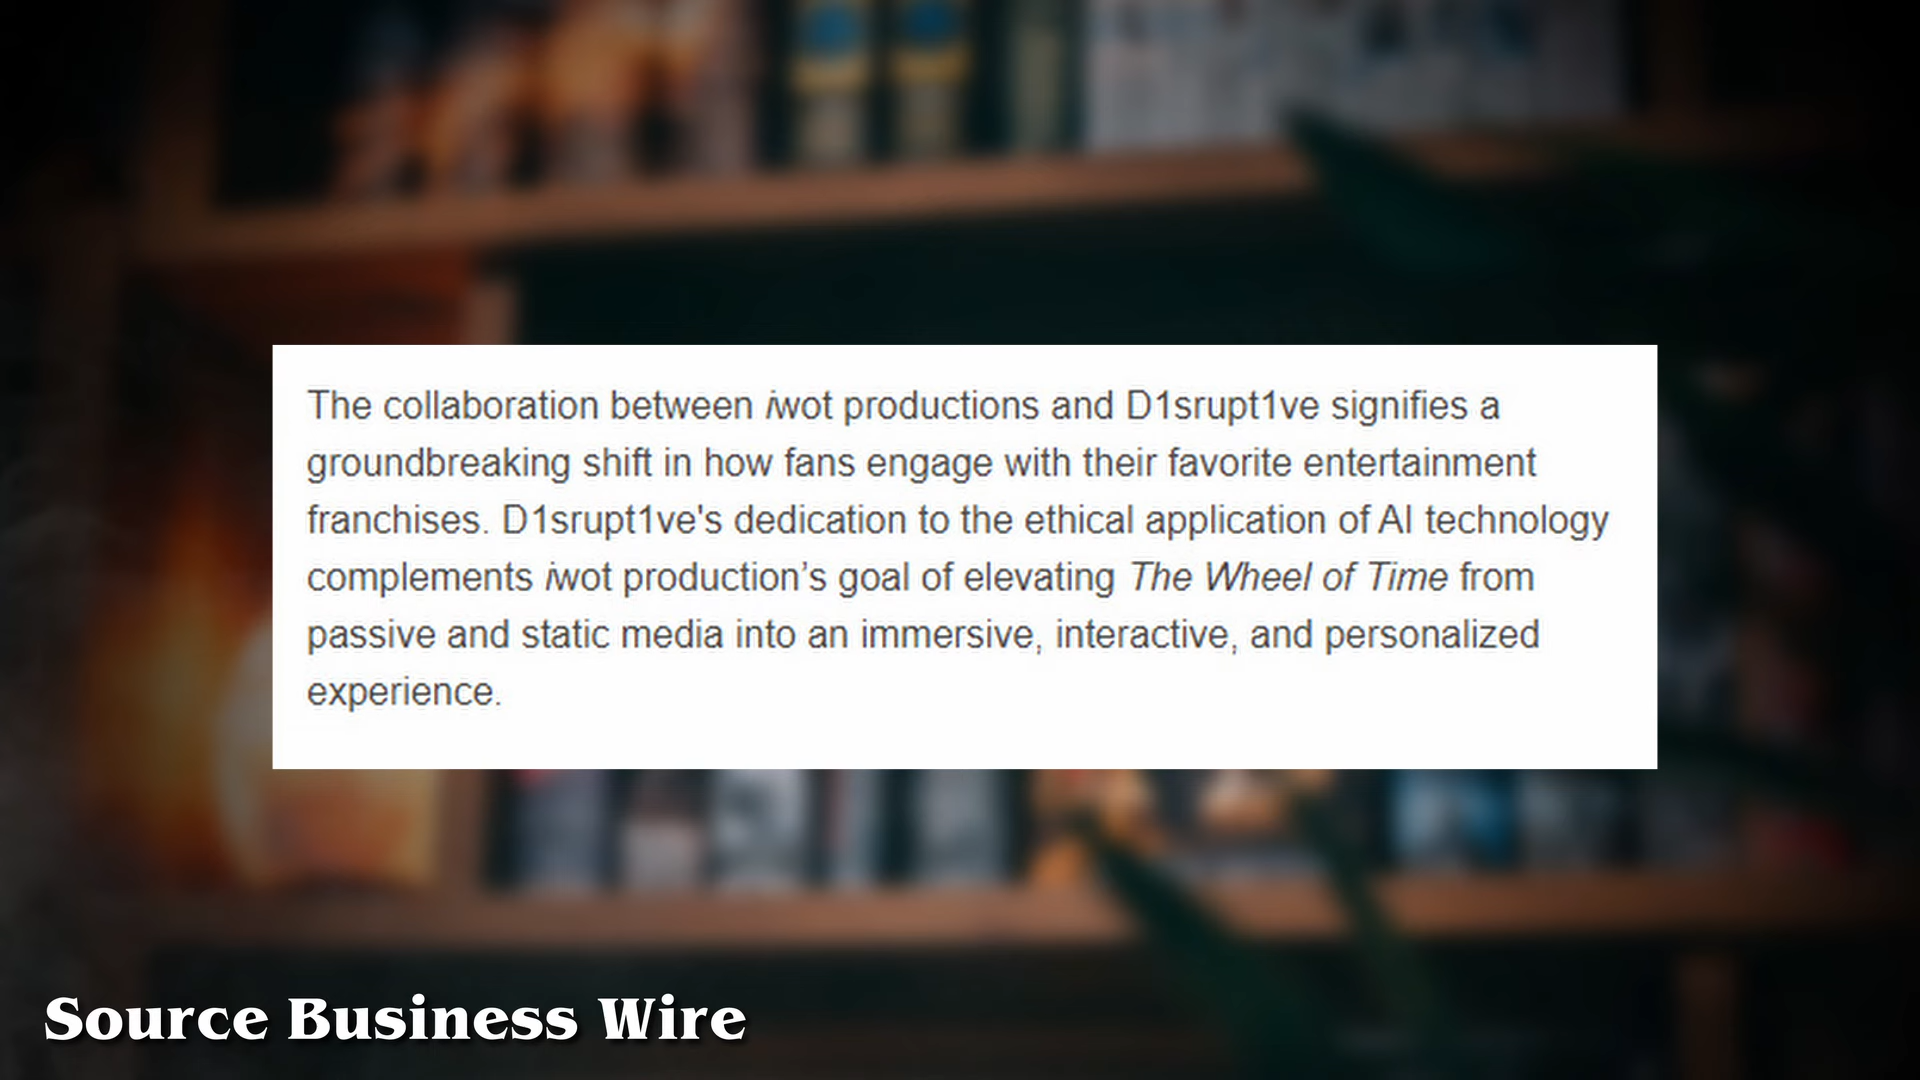 The collaboration between iwot productions and D1srupt1ve signifies a
groundbreaking shift in how fans engage with their favorite entertainment
franchises. D1srupt1ve's dedication to the ethical application of AI technology
complements iwot production’s goal of elevating The Wheel of Time from
passive and static media into an immersive, interactive, and personalized
experience.
Source Business Wire